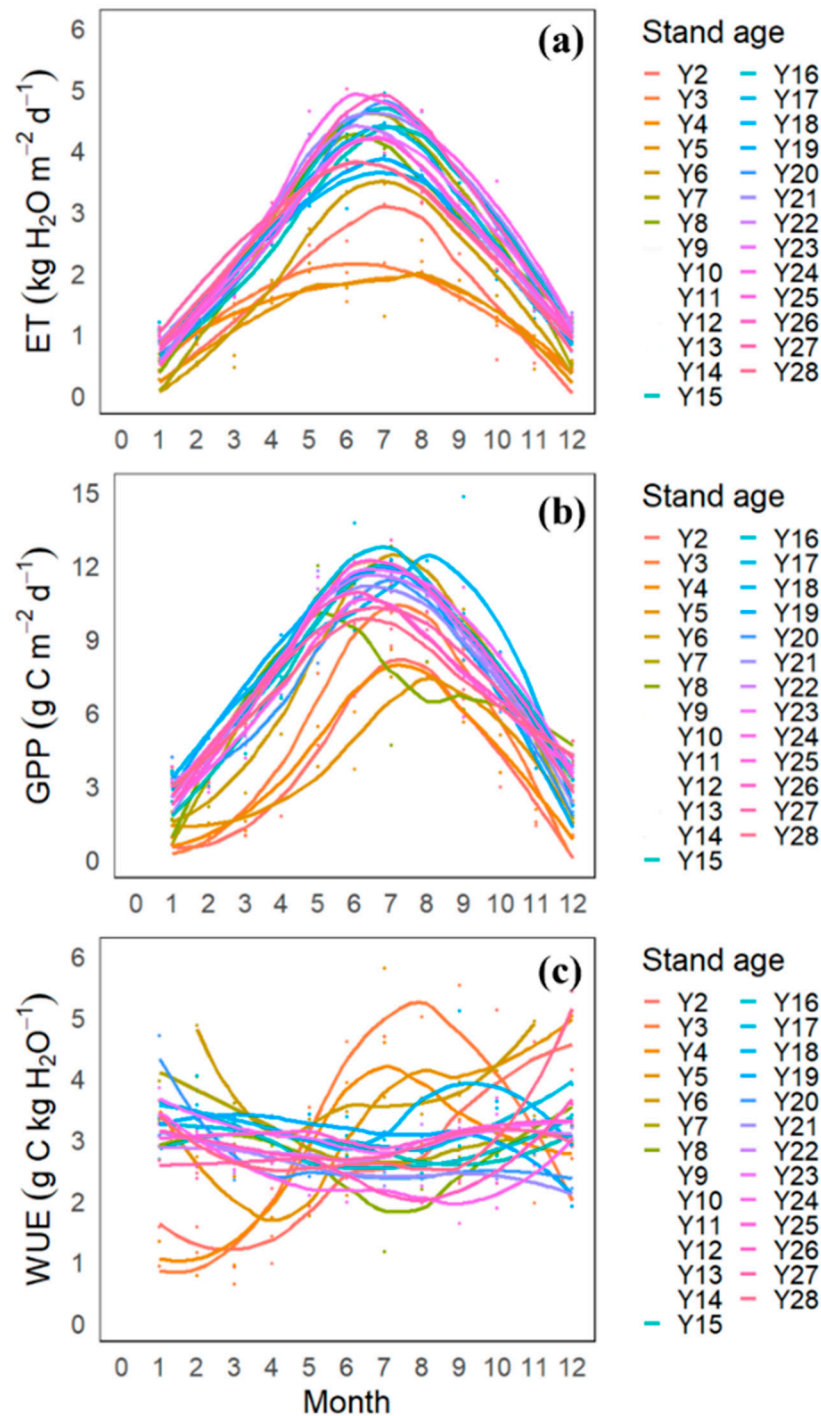 (a)
ET (kg H₂O m⁻² d⁻¹)
6
5
4
3
2
1
0
0 1 2 3 4 5 6 7 8 9 10 11 12
Stand age
Y2 Y16
Y3 Y17
Y4 Y18
Y5 Y19
Y6 Y20
Y7 Y21
Y8 Y22
Y9 Y23
Y10 Y24
Y11 Y25
Y12 Y26
Y13 Y27
Y14 Y28
Y15
(b)
GPP (g C m⁻² d⁻¹)
15
12
9
6
3
0
0 1 2 3 4 5 6 7 8 9 10 11 12
Stand age
Y2 Y16
Y3 Y17
Y4 Y18
Y5 Y19
Y6 Y20
Y7 Y21
Y8 Y22
Y9 Y23
Y10 Y24
Y11 Y25
Y12 Y26
Y13 Y27
Y14 Y28
Y15
(c)
WUE (g C kg H₂O⁻¹)
6
5
4
3
2
1
0
0 1 2 3 4 5 6 7 8 9 10 11 12
Month
Stand age
Y2 Y16
Y3 Y17
Y4 Y18
Y5 Y19
Y6 Y20
Y7 Y21
Y8 Y22
Y9 Y23
Y10 Y24
Y11 Y25
Y12 Y26
Y13 Y27
Y14 Y28
Y15